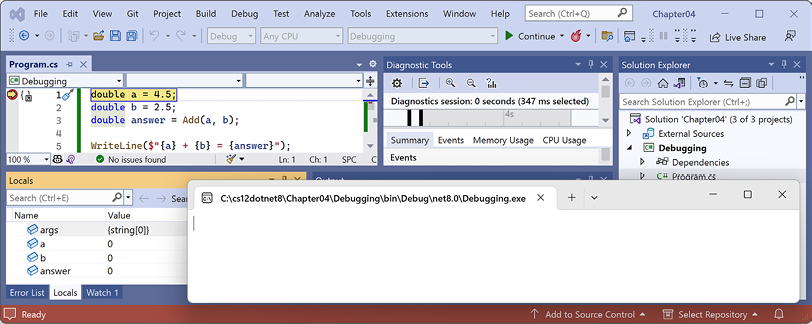 File Edit View Git Project Build Debug Test Analyze Tools Extensions Window Help Search (Ctrl+Q) Chapter04
Debug Any CPU Debugging Continue Live Share
Program.cs
Debugging
1 double a = 4.5;
2 double b = 2.5;
3 double answer = Add(a, b);
4
5 WriteLine($"{a} + {b} = {answer}");
100 % No issues found Ln: 1 Ch: 1 SPC
Diagnostic Tools
Diagnostics session: 0 seconds (347 ms selected)
4s
Summary Events Memory Usage CPU Usage
Events
Solution Explorer
Search Solution Explorer (Ctrl+;)
Solution 'Chapter04' (3 of 3 projects)
External Sources
Debugging
Dependencies
Program.cs
Locals
Search (Ctrl+E)
Name Value
args {string[0]}
a 0
b 0
answer 0
Error List Locals Watch 1
Output
C:\cs12dotnet8\Chapter04\Debugging\bin\Debug\net8.0\Debugging.exe
Ready Add to Source Control Select Repository